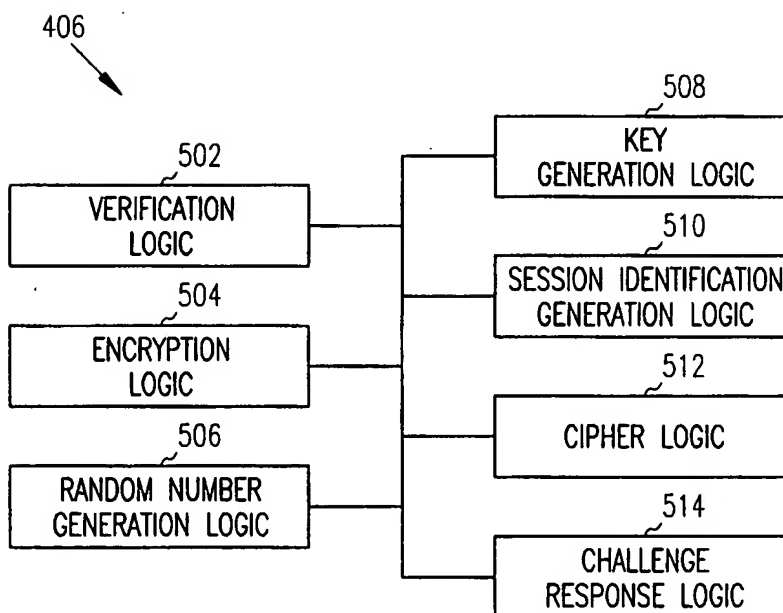 406
502
VERIFICATION
LOGIC
504
ENCRYPTION
LOGIC
506
RANDOM NUMBER
GENERATION LOGIC
508
KEY
GENERATION LOGIC
510
SESSION IDENTIFICATION
GENERATION LOGIC
512
CIPHER LOGIC
514
CHALLENGE
RESPONSE LOGIC